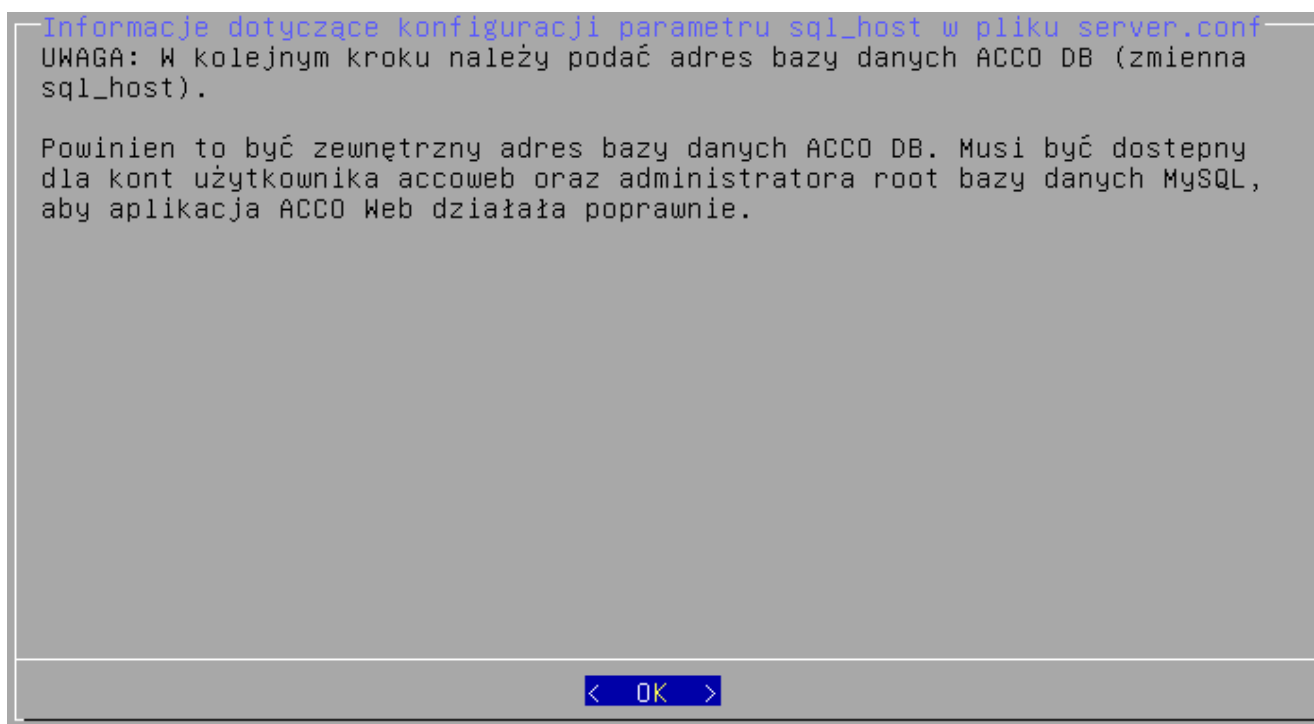 Informacje dotyczące konfiguracji parametru sql_host w pliku server.conf
UWAGA: W kolejnym kroku należy podać adres bazy danych ACCO DB (zmienna
sql_host).
Powinien to być zewnętrzny adres bazy danych ACCO DB. Musi być dostepny
dla kont użytkownika accoweb oraz administratora root bazy danych MySQL,
aby aplikacja ACCO Web działała poprawnie.
< OK >